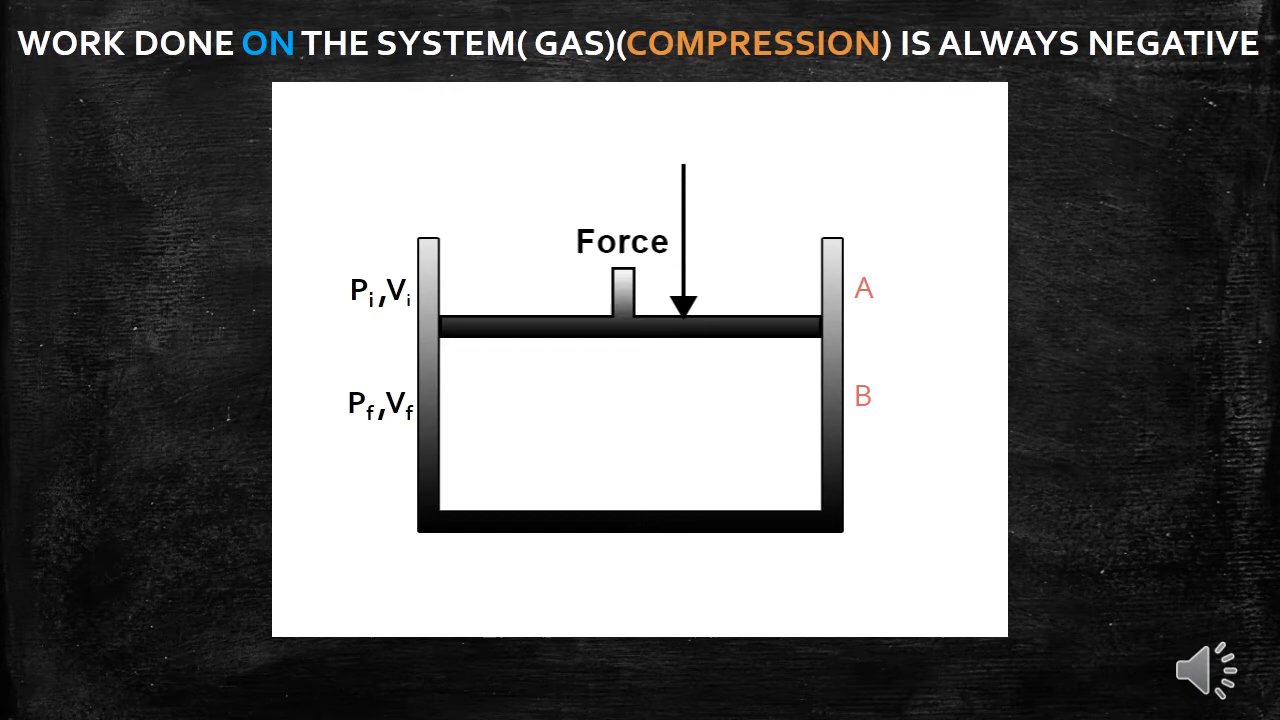 WORK DONE ON THE SYSTEM( GAS)(COMPRESSION) IS ALWAYS NEGATIVE
Force
Pi,Vi
A
Pf,Vf
B